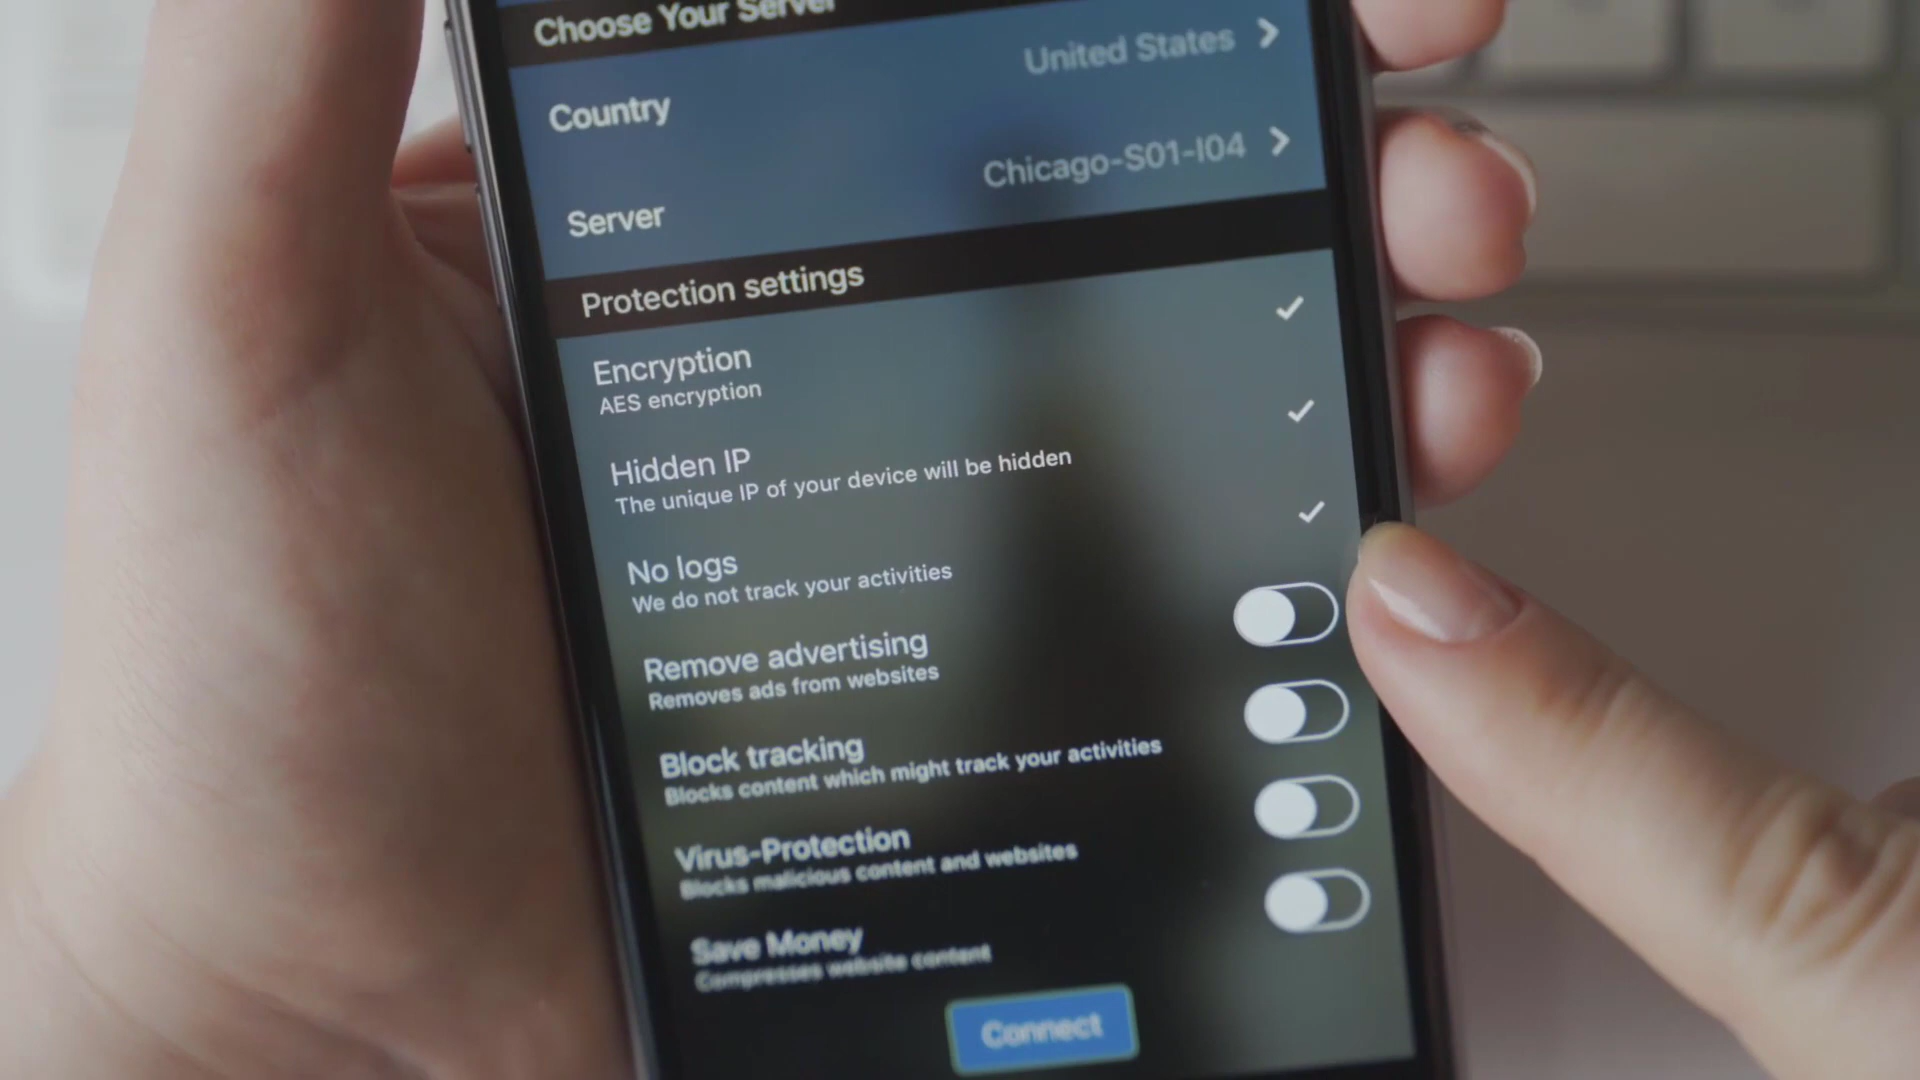 Choose Your Server
Country United States
Server Chicago-S01-I04
Protection settings
Encryption
AES encryption
Hidden IP
The unique IP of your device will be hidden
No logs
We do not track your activities
Remove advertising
Removes ads from websites
Block tracking
Blocks content which might track your activities
Virus-Protection
Blocks malicious content and websites
Save Money
Compresses website content
Connect